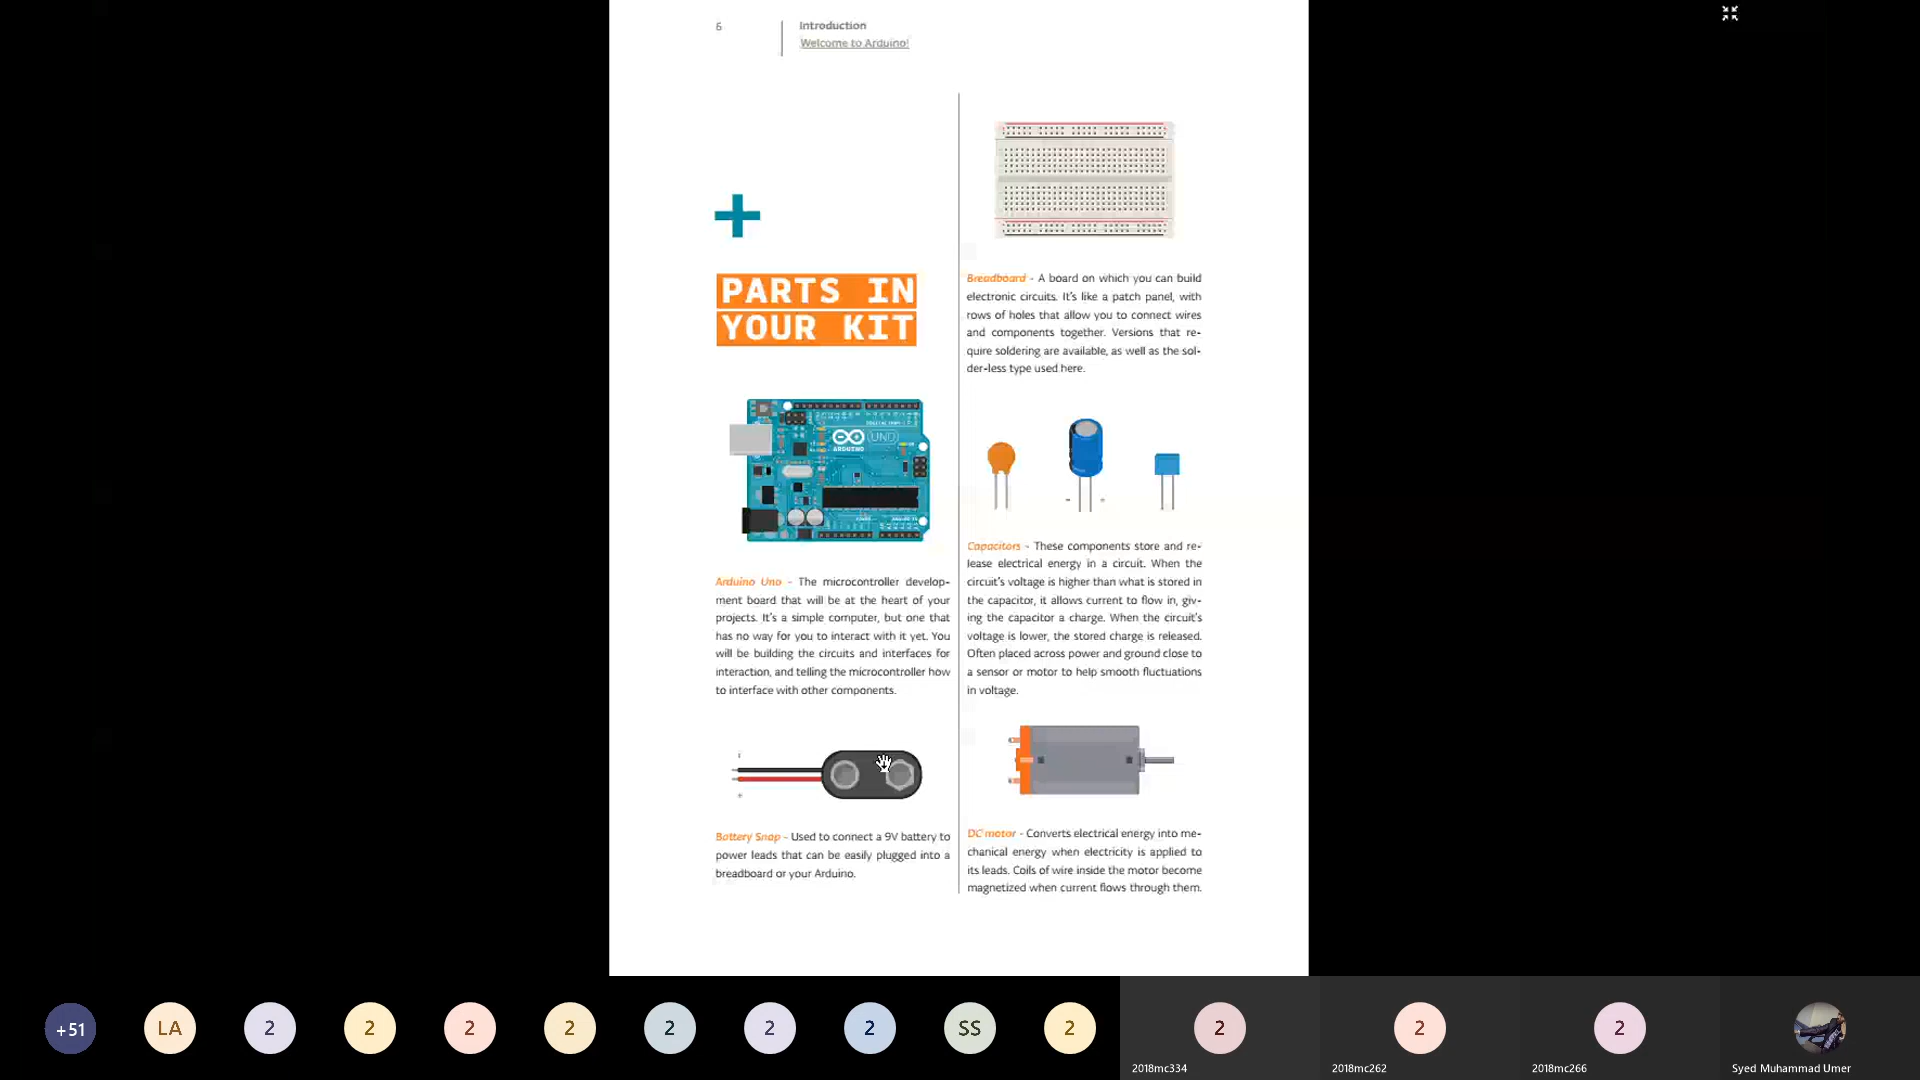 6
Introduction
Welcome to Arduino!
PARTS IN
YOUR KIT
ARDUINO
UNO
Arduino Uno - The microcontroller develop-
ment board that will be at the heart of your
projects. It's a simple computer, but one that
has no way for you to interact with it yet. You
will be building the circuits and interfaces for
interaction, and telling the microcontroller how
to interface with other components.
-
+
Battery Snap - Used to connect a 9V battery to
power leads that can be easily plugged into a
breadboard or your Arduino.
Breadboard - A board on which you can build
electronic circuits. It's like a patch panel, with
rows of holes that allow you to connect wires
and components together. Versions that re-
quire soldering are available, as well as the sol-
der-less type used here.
- +
Capacitors - These components store and re-
lease electrical energy in a circuit. When the
circuit's voltage is higher than what is stored in
the capacitor, it allows current to flow in, giv-
ing the capacitor a charge. When the circuit's
voltage is lower, the stored charge is released.
Often placed across power and ground close to
a sensor or motor to help smooth fluctuations
in voltage.
DC motor - Converts electrical energy into me-
chanical energy when electricity is applied to
its leads. Coils of wire inside the motor become
magnetized when current flows through them.
+51 LA 2 2 2 2 2 2 2 SS 2 2 2 2
2018mc334 2018mc262 2018mc266 Syed Muhammad Umer